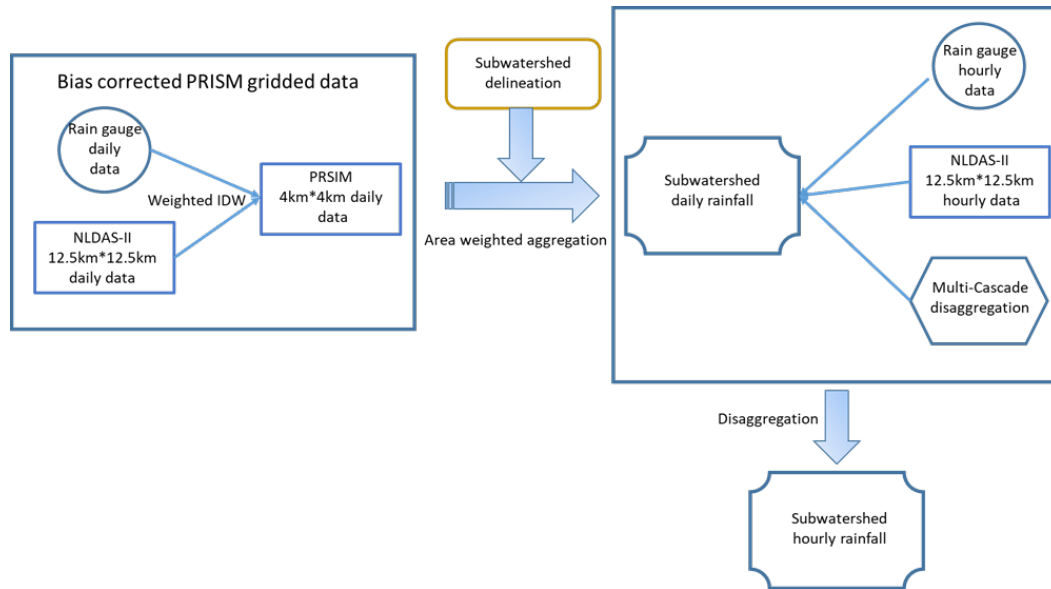 Bias corrected PRISM gridded data
Rain gauge
daily
data
Weighted IDW
PRSIM
4km*4km daily
data
NLDAS-II
12.5km*12.5km
daily data
Subwatershed
delineation
Area weighted aggregation
Subwatershed
daily rainfall
Rain gauge
hourly
data
NLDAS-II
12.5km*12.5km
hourly data
Multi-Cascade
disaggregation
Disaggregation
Subwatershed
hourly rainfall